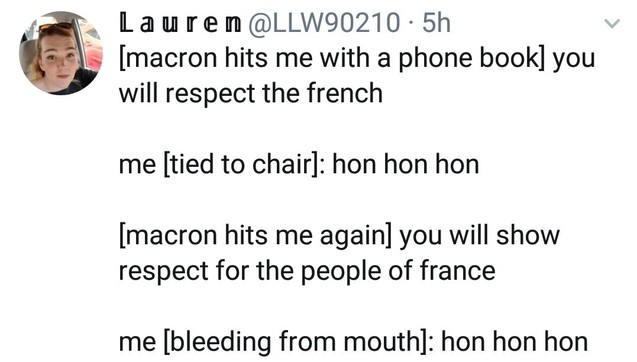 Lauren @LLW90210 · 5h
[macron hits me with a phone book] you
will respect the french
me [tied to chair]: hon hon hon
[macron hits me again] you will show
respect for the people of france
me [bleeding from mouth]: hon hon hon